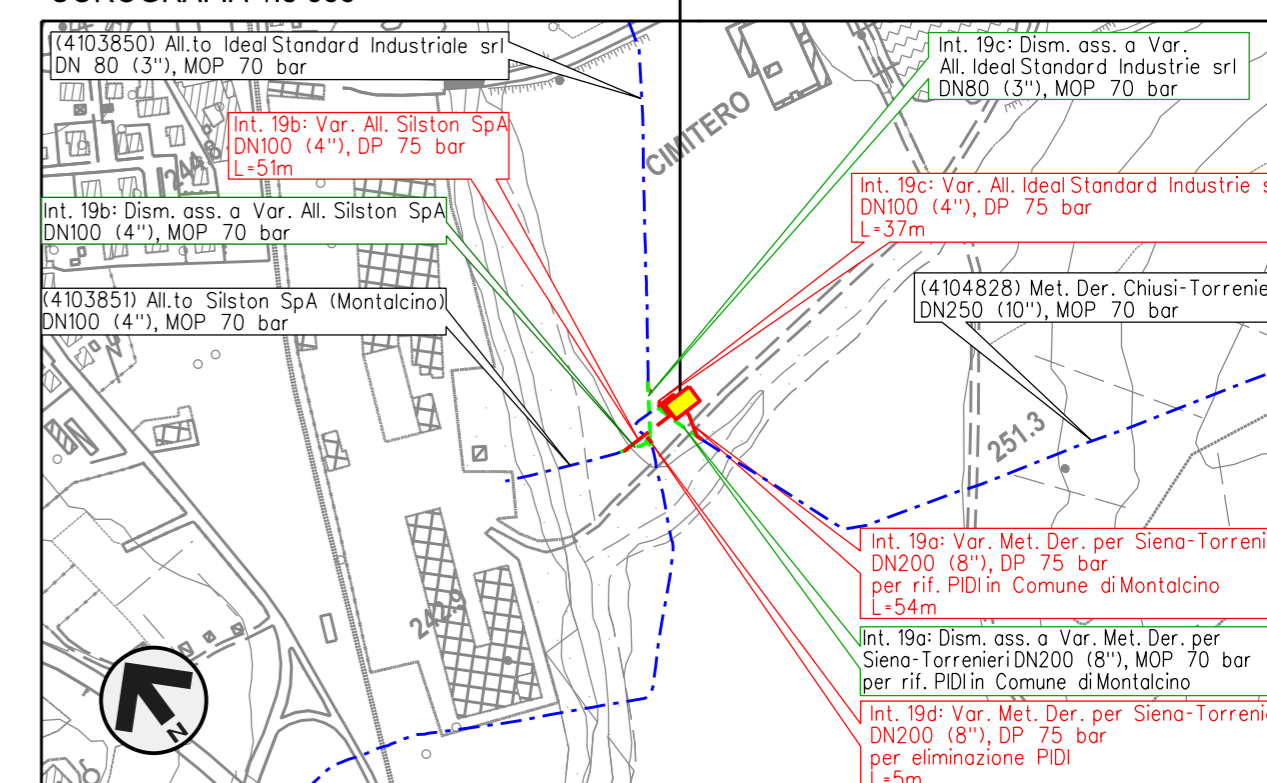 (4103850) All.to Ideal Standard Industriale srl
DN 80 (3"), MOP 70 bar
Int. 19c: Dism. ass. a Var.
All. Ideal Standard Industrie srl
DN80 (3"), MOP 70 bar
CIMITERO
Int. 19b: Var. All. Silston SpA
DN100 (4"), DP 75 bar
L=51m
Int. 19c: Var. All. Ideal Standard Industrie s
DN100 (4"), DP 75 bar
L=37m
Int. 19b: Dism. ass. a Var. All. Silston SpA
DN100 (4"), MOP 70 bar
(4104828) Met. Der. Chiusi-Torrenie
DN250 (10"), MOP 70 bar
(4103851) All.to Silston SpA (Montalcino)
DN100 (4"), MOP 70 bar
251.3
Int. 19a: Var. Met. Der. per Siena-Torreni
DN200 (8"), DP 75 bar
per rif. PIDI in Comune di Montalcino
L=54m
242.9
Int. 19a: Dism. ass. a Var. Met. Der. per
Siena-Torrenieri DN200 (8"), MOP 70 bar
per rif. PIDI in Comune di Montalcino
Int. 19d: Var. Met. Der. per Siena-Torreni
DN200 (8"), DP 75 bar
per eliminazione PIDI
L=5m
N